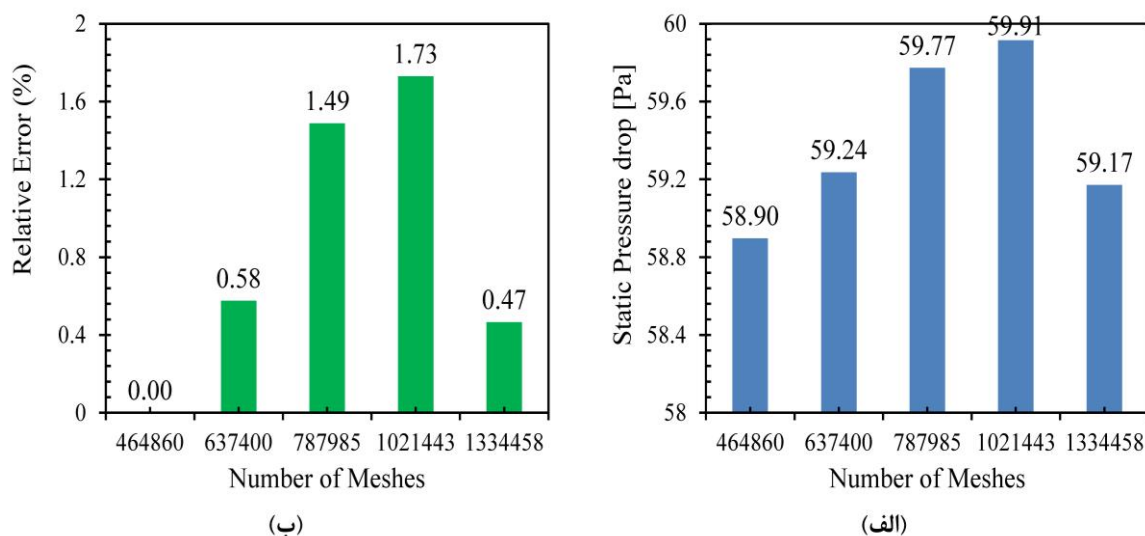 2
1.6
1.2
0.8
0.4
0
Relative Error (%)
0.00
0.58
1.49
1.73
0.47
464860 637400 787985 1021443 1334458
Number of Meshes
(ب)
60
59.6
59.2
58.8
58.4
58
Static Pressure drop [Pa]
58.90
59.24
59.77
59.91
59.17
464860 637400 787985 1021443 1334458
Number of Meshes
(الف)